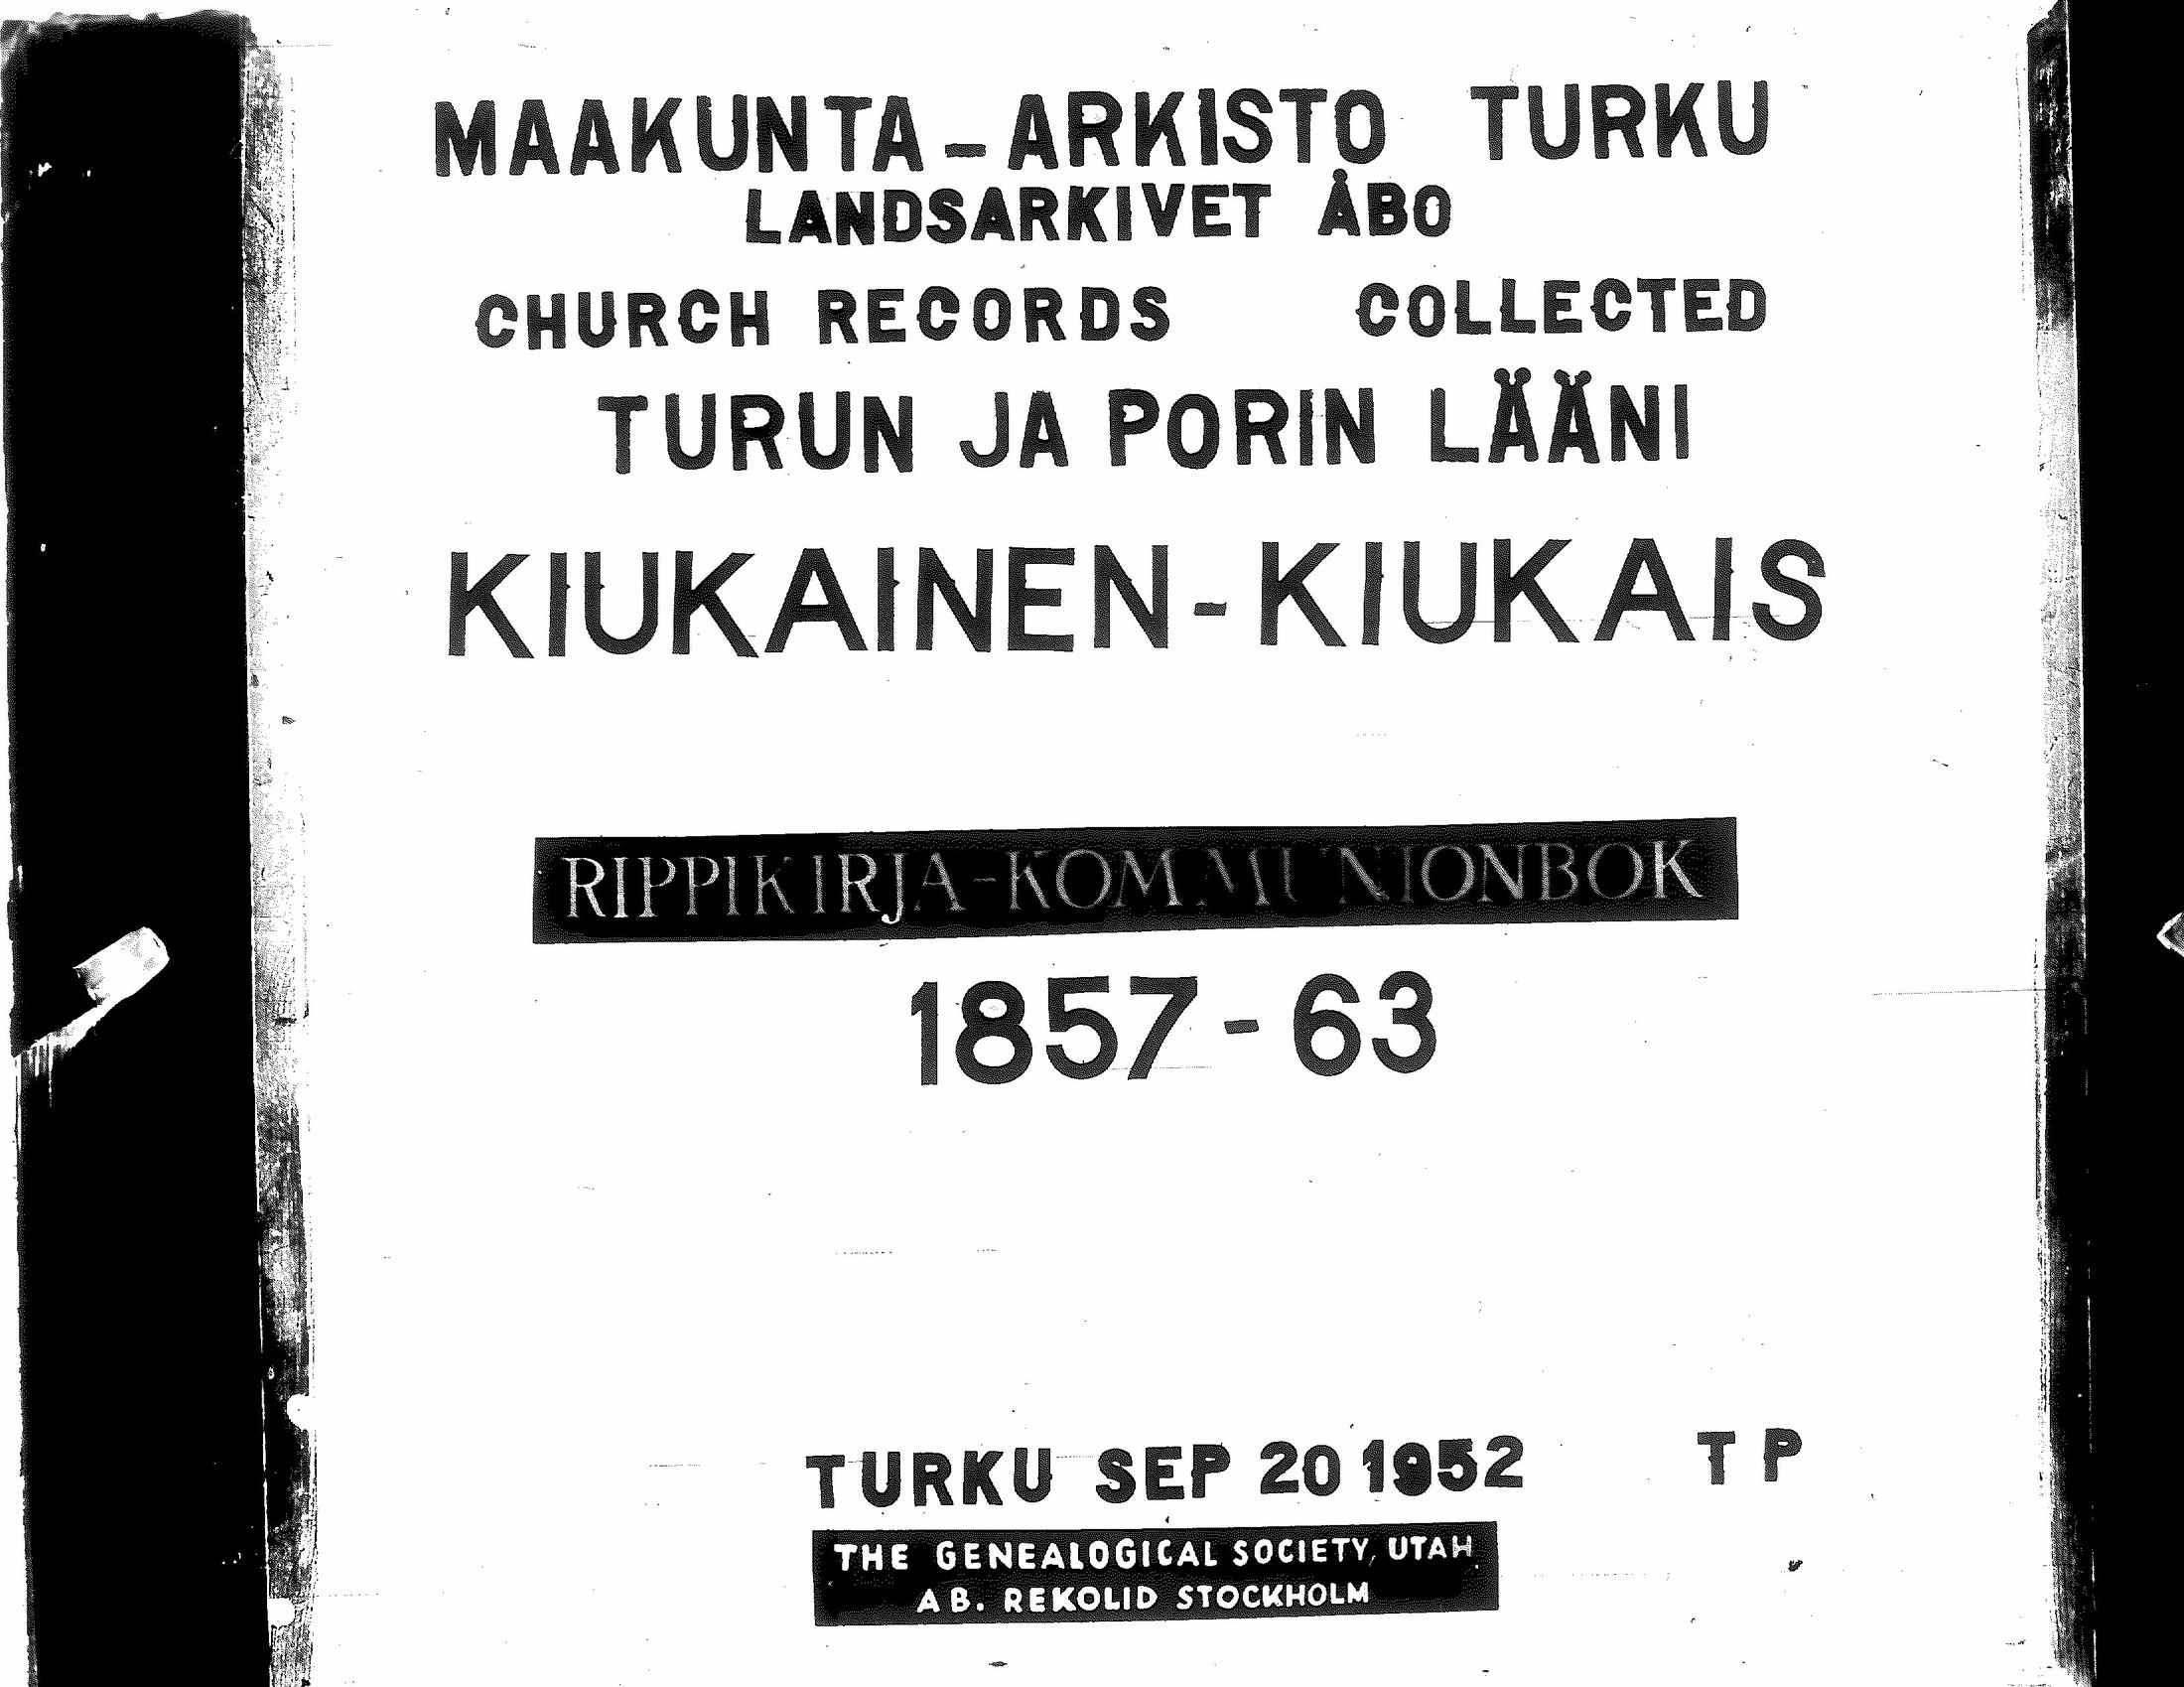 MAAKUNTA-ARKISTO TURKU
LANDSARKIVET ÅBO
CHURCH RECORDS COLLECTED
TURUN JA PORIN LÄÄNI
KIUKAINEN-KIUKAIS
RIPPIKIRJA-KOMMUNIONBOK
1857-63
TURKU SEP 20 1952 T P
THE GENEALOGICAL SOCIETY, UTAH
AB. REKOLID STOCKHOLM